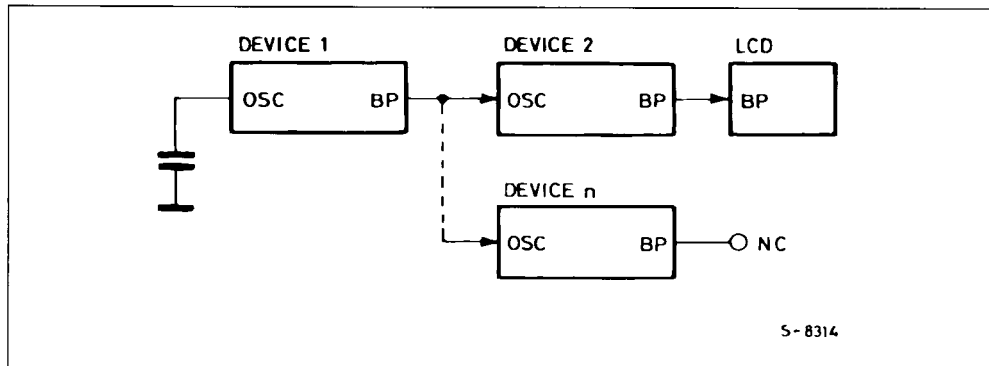 DEVICE 1
DEVICE 2
LCD
OSC
BP
OSC
BP
BP
DEVICE n
OSC
BP
NC
S-8314